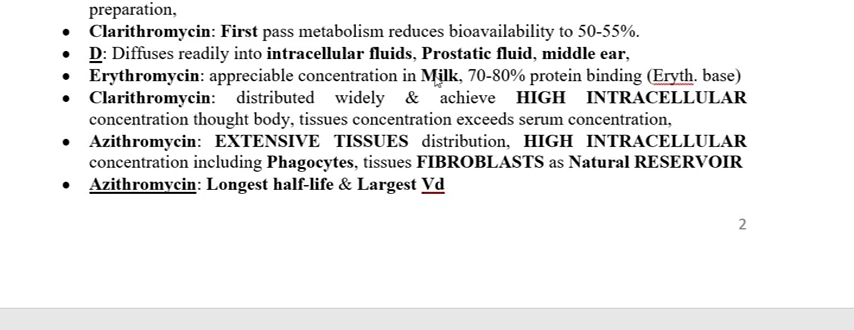 preparation,
• Clarithromycin: First pass metabolism reduces bioavailability to 50-55%.
• D: Diffuses readily into intracellular fluids, Prostatic fluid, middle ear,
• Erythromycin: appreciable concentration in Milk, 70-80% protein binding (Eryth. base)
• Clarithromycin: distributed widely & achieve HIGH INTRACELLULAR
concentration thought body, tissues concentration exceeds serum concentration,
• Azithromycin: EXTENSIVE TISSUES distribution, HIGH INTRACELLULAR
concentration including Phagocytes, tissues FIBROBLASTS as Natural RESERVOIR
• Azithromycin: Longest half-life & Largest Vd
2